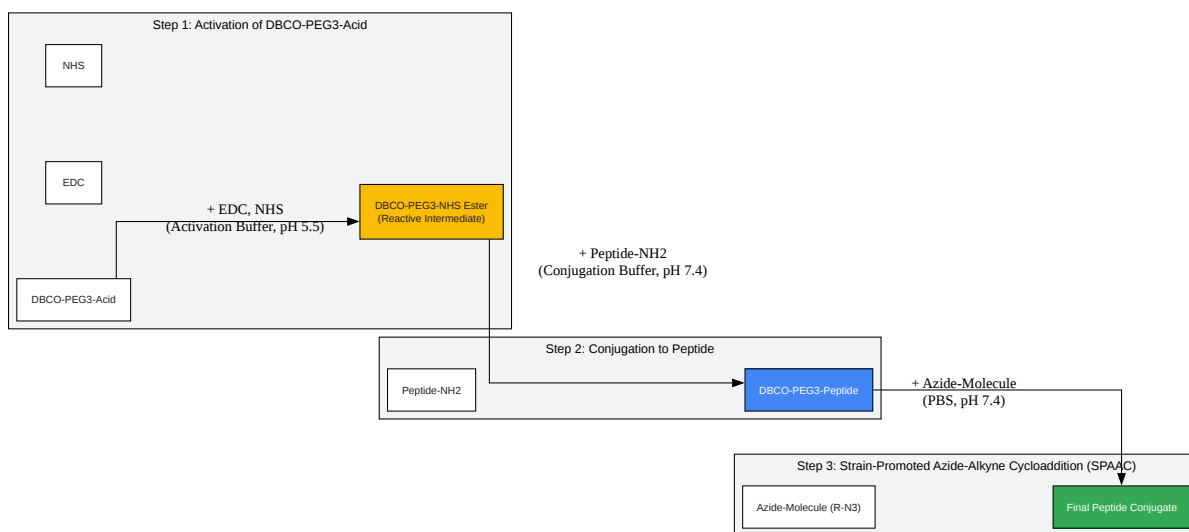 Step 1: Activation of DBCO-PEG3-Acid
NHS
EDC
DBCO-PEG3-Acid
+ EDC, NHS
(Activation Buffer, pH 5.5)
DBCO-PEG3-NHS Ester
(Reactive Intermediate)
+ Peptide-NH2
(Conjugation Buffer, pH 7.4)
Step 2: Conjugation to Peptide
Peptide-NH2
DBCO-PEG3-Peptide
+ Azide-Molecule
(PBS, pH 7.4)
Step 3: Strain-Promoted Azide-Alkyne Cycloaddition (SPAAC)
Azide-Molecule (R-N3)
Final Peptide Conjugate